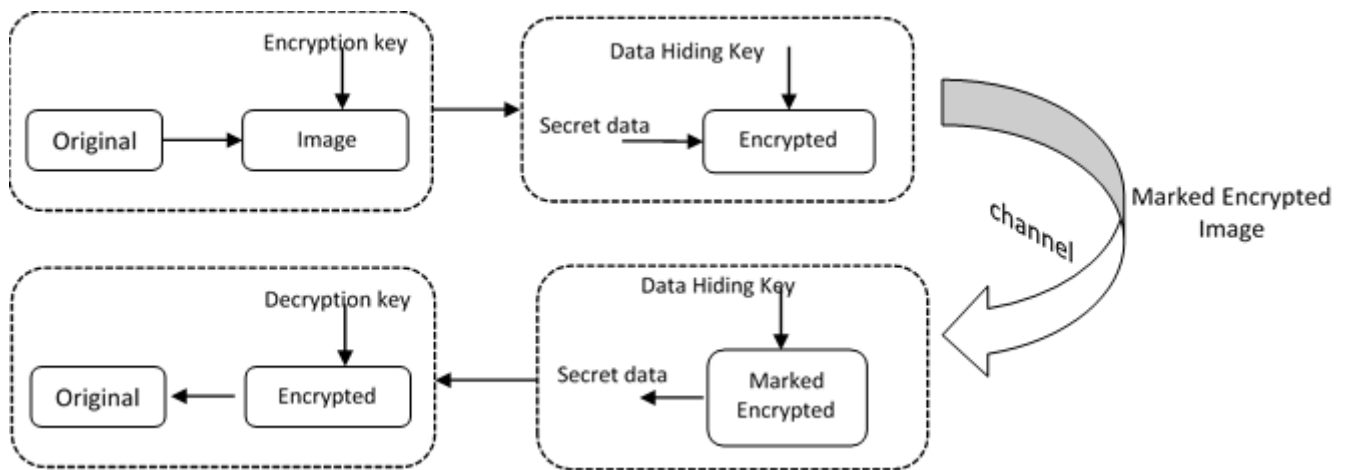 Encryption key
Original
Image
Data Hiding Key
Secret data
Encrypted
channel
Marked Encrypted
Image
Data Hiding Key
Secret data
Marked
Encrypted
Decryption key
Original
Encrypted